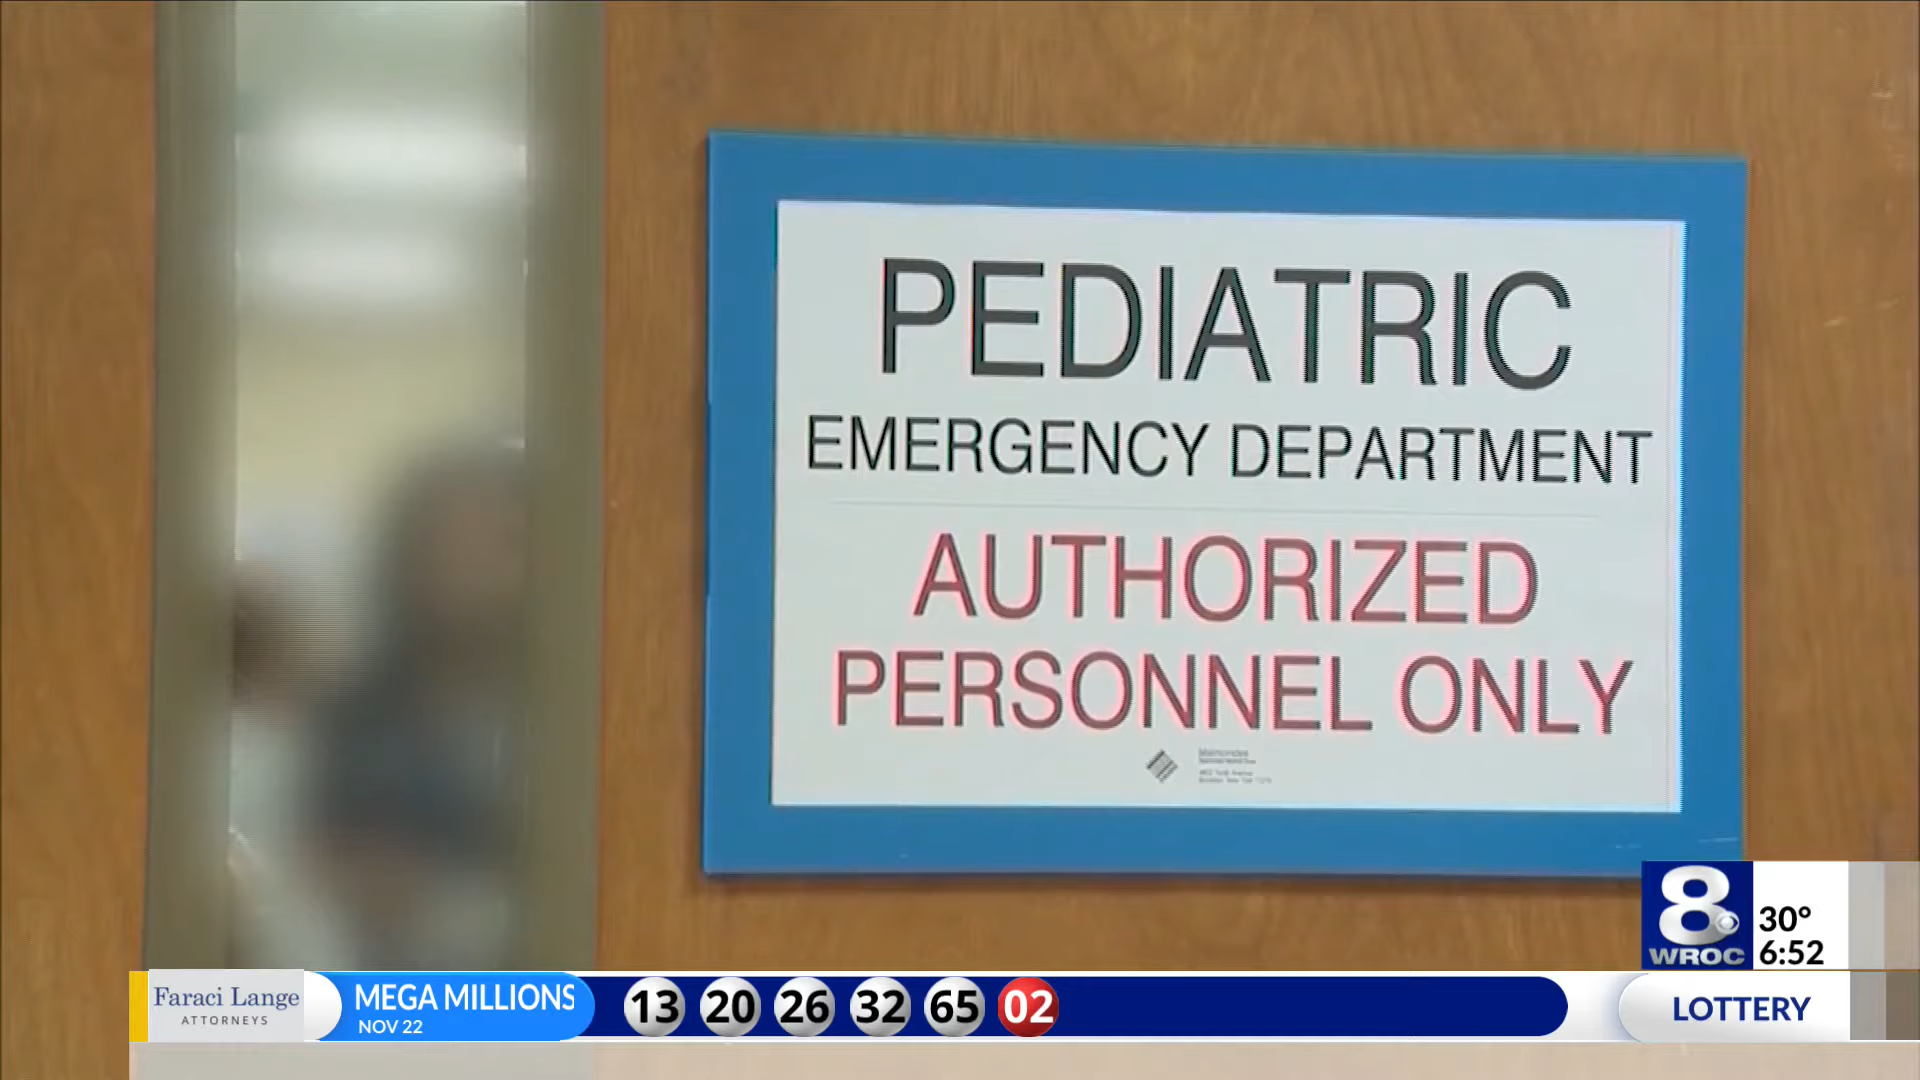 PEDIATRIC
EMERGENCY DEPARTMENT
AUTHORIZED
PERSONNEL ONLY
Maimonides
8
WROC
30°
6:52
Faraci Lange
ATTORNEYS
MEGA MILLIONS
NOV 22
13 20 26 32 65 02
LOTTERY